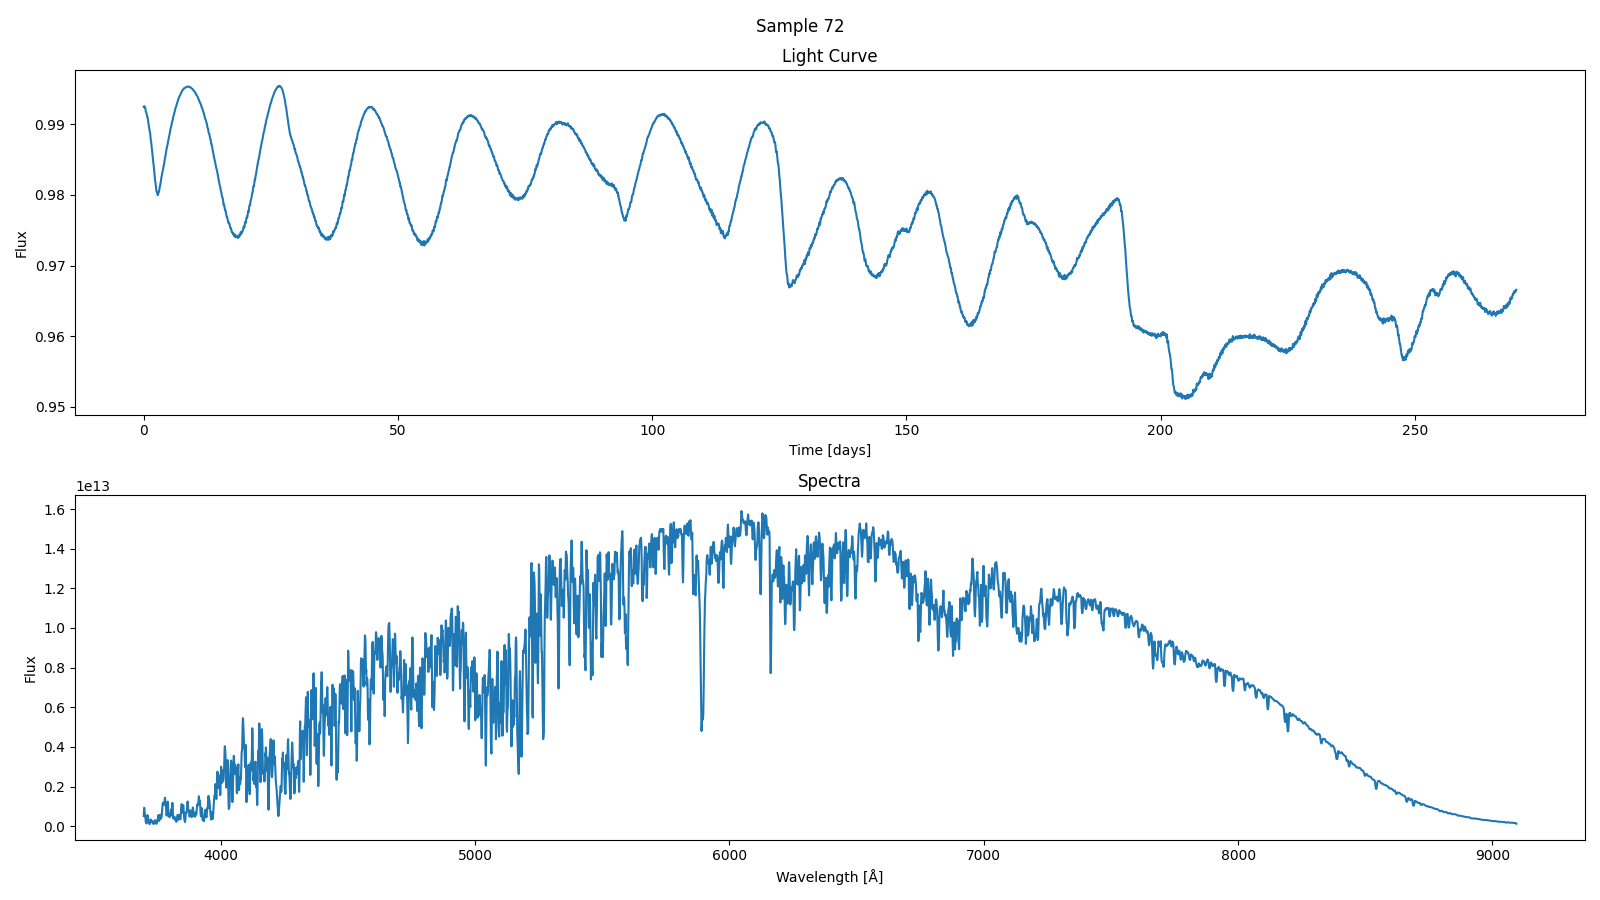 Sample 72
Light Curve
0.99
0.98
0.97
0.96
0.95
Flux
0 50 100 150 200 250
Time [days]
Spectra
1e13
1.6
1.4
1.2
1.0
0.8
0.6
0.4
0.2
0.0
Flux
4000 5000 6000 7000 8000 9000
Wavelength [Å]